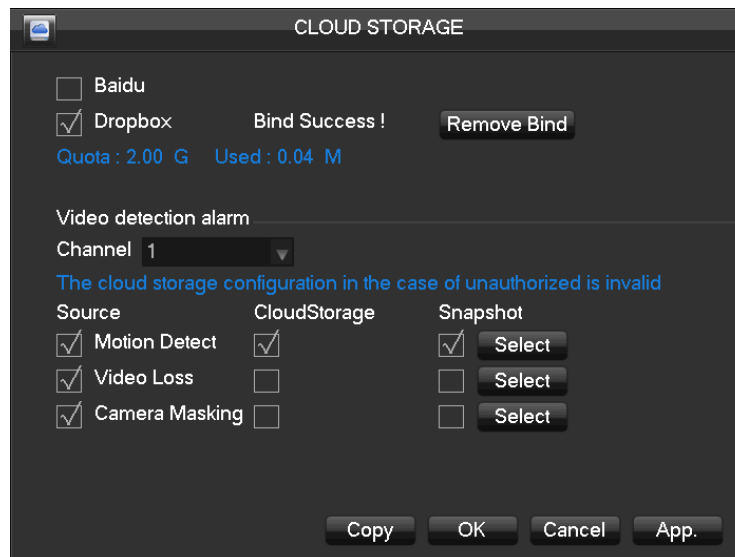 CLOUD STORAGE
Baidu
Dropbox Bind Success ! Remove Bind
Quota : 2.00 G Used : 0.04 M
Video detection alarm
Channel 1
The cloud storage configuration in the case of unauthorized is invalid
Source CloudStorage Snapshot
Motion Detect Select
Video Loss Select
Camera Masking Select
Copy OK Cancel App.